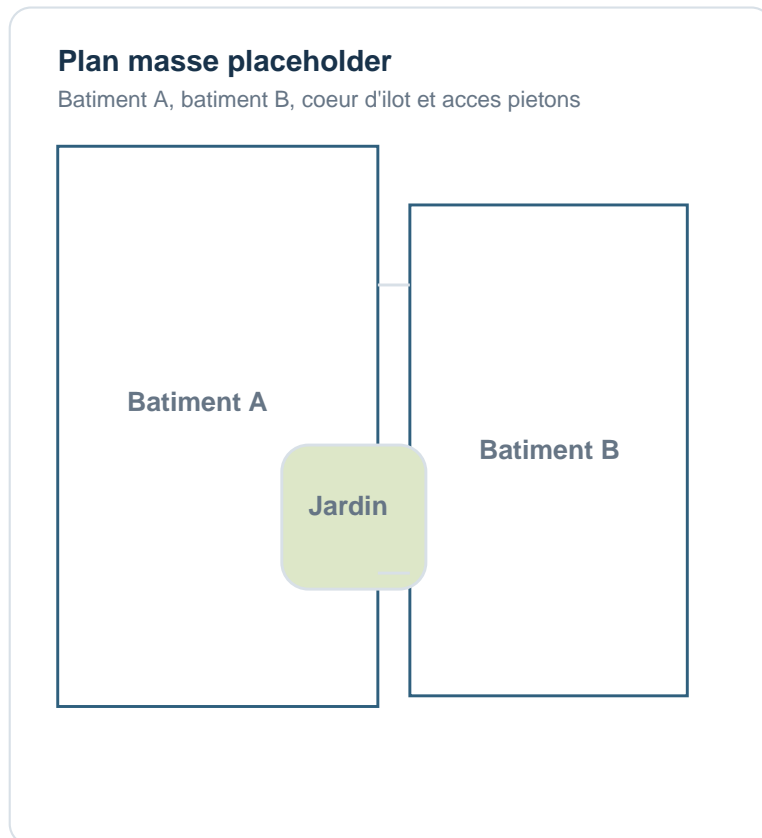 Plan masse placeholder
Batiment A, batiment B, coeur d'ilot et acces pietons
Batiment A
Batiment B
Jardin